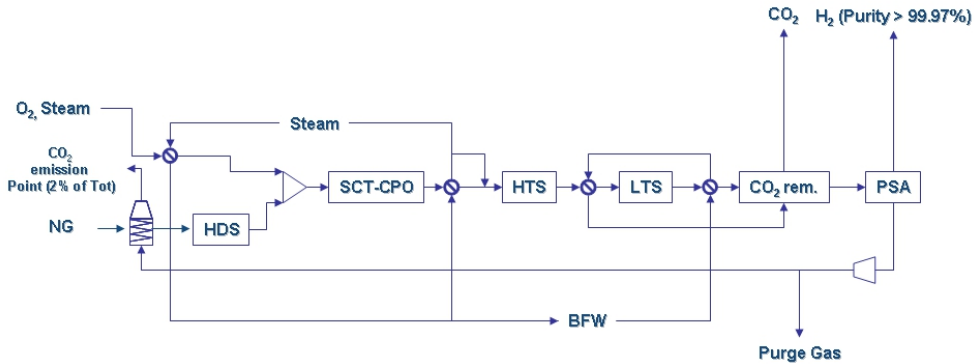 CO₂
H₂ (Purity > 99.97%)
O₂, Steam
Steam
CO₂
emission
Point (2% of Tot)
SCT-CPO
HTS
LTS
CO₂ rem.
PSA
NG
HDS
BFW
Purge Gas